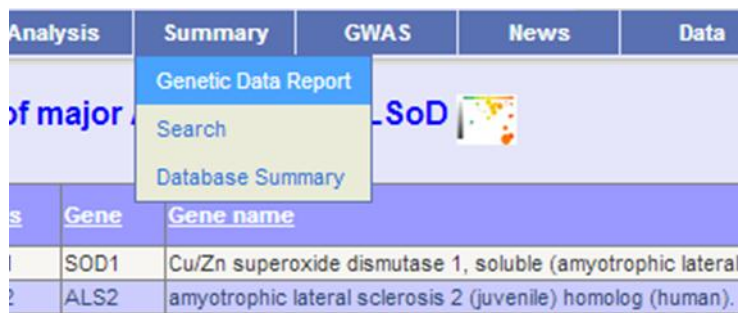 Analysis Summary GWAS News Data
Genetic Data Report
of major LSoD
Search
Database Summary
s Gene Gene name
SOD1 Cu/Zn superoxide dismutase 1, soluble (amyotrophic lateral
2 ALS2 amyotrophic lateral sclerosis 2 (juvenile) homolog (human).